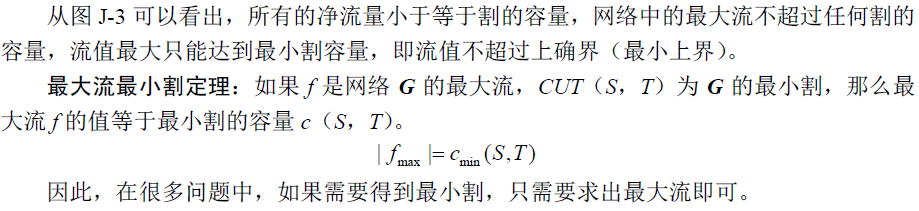 从图 J-3 可以看出，所有的净流量小于等于割的容量，网络中的最大流不超过任何割的
容量，流值最大只能达到最小割容量，即流值不超过上确界（最小上界）。
最大流最小割定理：如果 f 是网络 G 的最大流，CUT（S，T）为 G 的最小割，那么最
大流 f 的值等于最小割的容量 c（S，T）。
| f_max |= c_min (S,T)
因此，在很多问题中，如果需要得到最小割，只需要求出最大流即可。